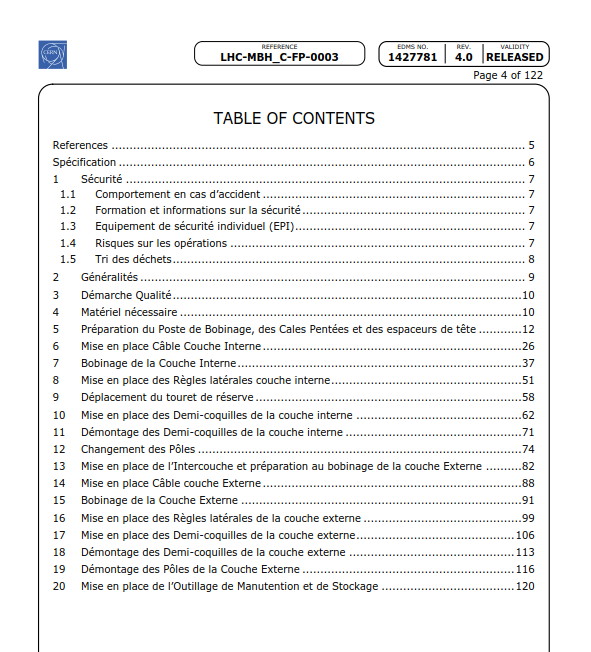 CERN
REFERENCE
LHC-MBH_C-FP-0003
EDMS NO.
1427781
REV.
4.0
VALIDITY
RELEASED
Page 4 of 122
TABLE OF CONTENTS
References ........ 5
Spécification ........ 6
1 Sécurité ........ 7
1.1 Comportement en cas d’accident ........ 7
1.2 Formation et informations sur la sécurité ........ 7
1.3 Equipement de sécurité individuel (EPI) ........ 7
1.4 Risques sur les opérations ........ 7
1.5 Tri des déchets ........ 8
2 Généralités ........ 9
3 Démarche Qualité ........ 10
4 Matériel nécessaire ........ 10
5 Préparation du Poste de Bobinage, des Cales Pentées et des espaceurs de tête ........ 12
6 Mise en place Câble Couche Interne ........ 26
7 Bobinage de la Couche Interne ........ 37
8 Mise en place des Règles latérales couche interne ........ 51
9 Déplacement du touret de réserve ........ 58
10 Mise en place des Demi-coquilles de la couche interne ........ 62
11 Démontage des Demi-coquilles de la couche interne ........ 71
12 Changement des Pôles ........ 74
13 Mise en place de l’Intercouche et préparation au bobinage de la couche Externe ........ 82
14 Mise en place Câble couche Externe ........ 88
15 Bobinage de la Couche Externe ........ 91
16 Mise en place des Règles latérales de la couche externe ........ 99
17 Mise en place des Demi-coquilles de la couche externe ........ 106
18 Démontage des Demi-coquilles de la couche externe ........ 113
19 Démontage des Pôles de la Couche Externe ........ 116
20 Mise en place de l’Outillage de Manutention et de Stockage ........ 120